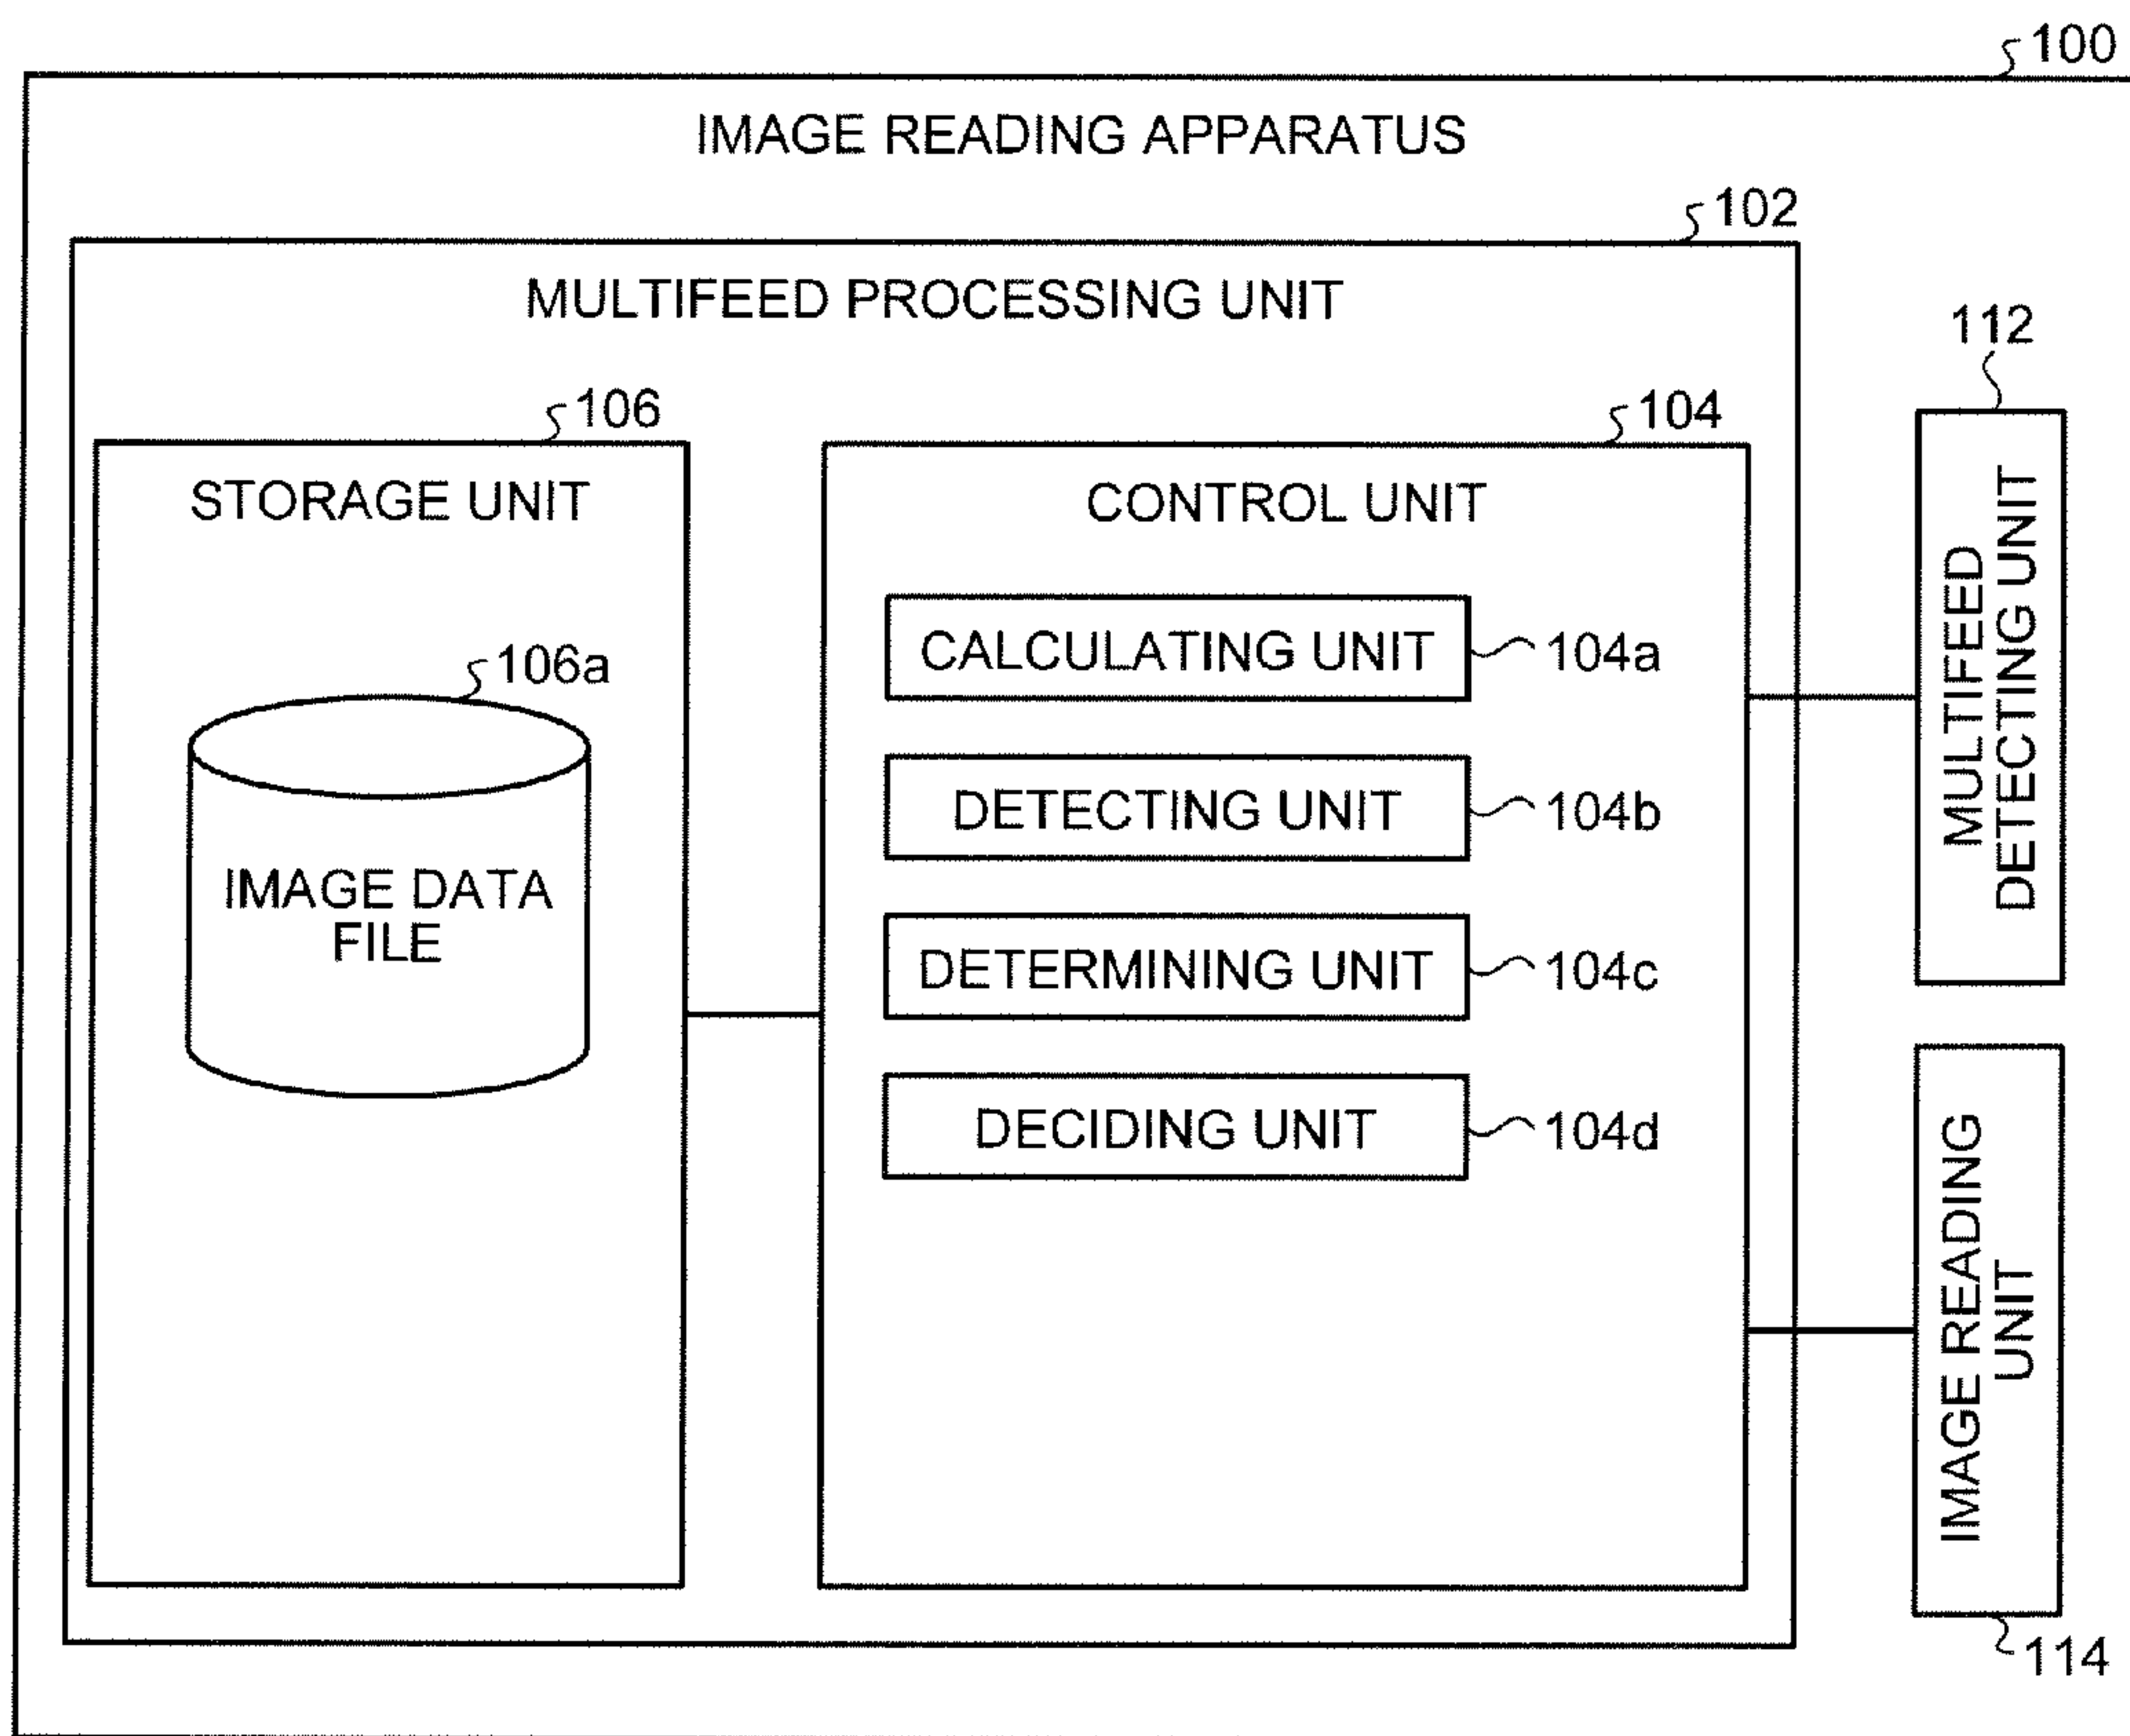 100
IMAGE READING APPARATUS
102
MULTIFEED PROCESSING UNIT
112
106
104
STORAGE UNIT
CONTROL UNIT
MULTIFEED
DETECTING UNIT
106a
IMAGE DATA
FILE
CALCULATING UNIT 104a
DETECTING UNIT 104b
DETERMINING UNIT 104c
DECIDING UNIT 104d
IMAGE READING
UNIT
114